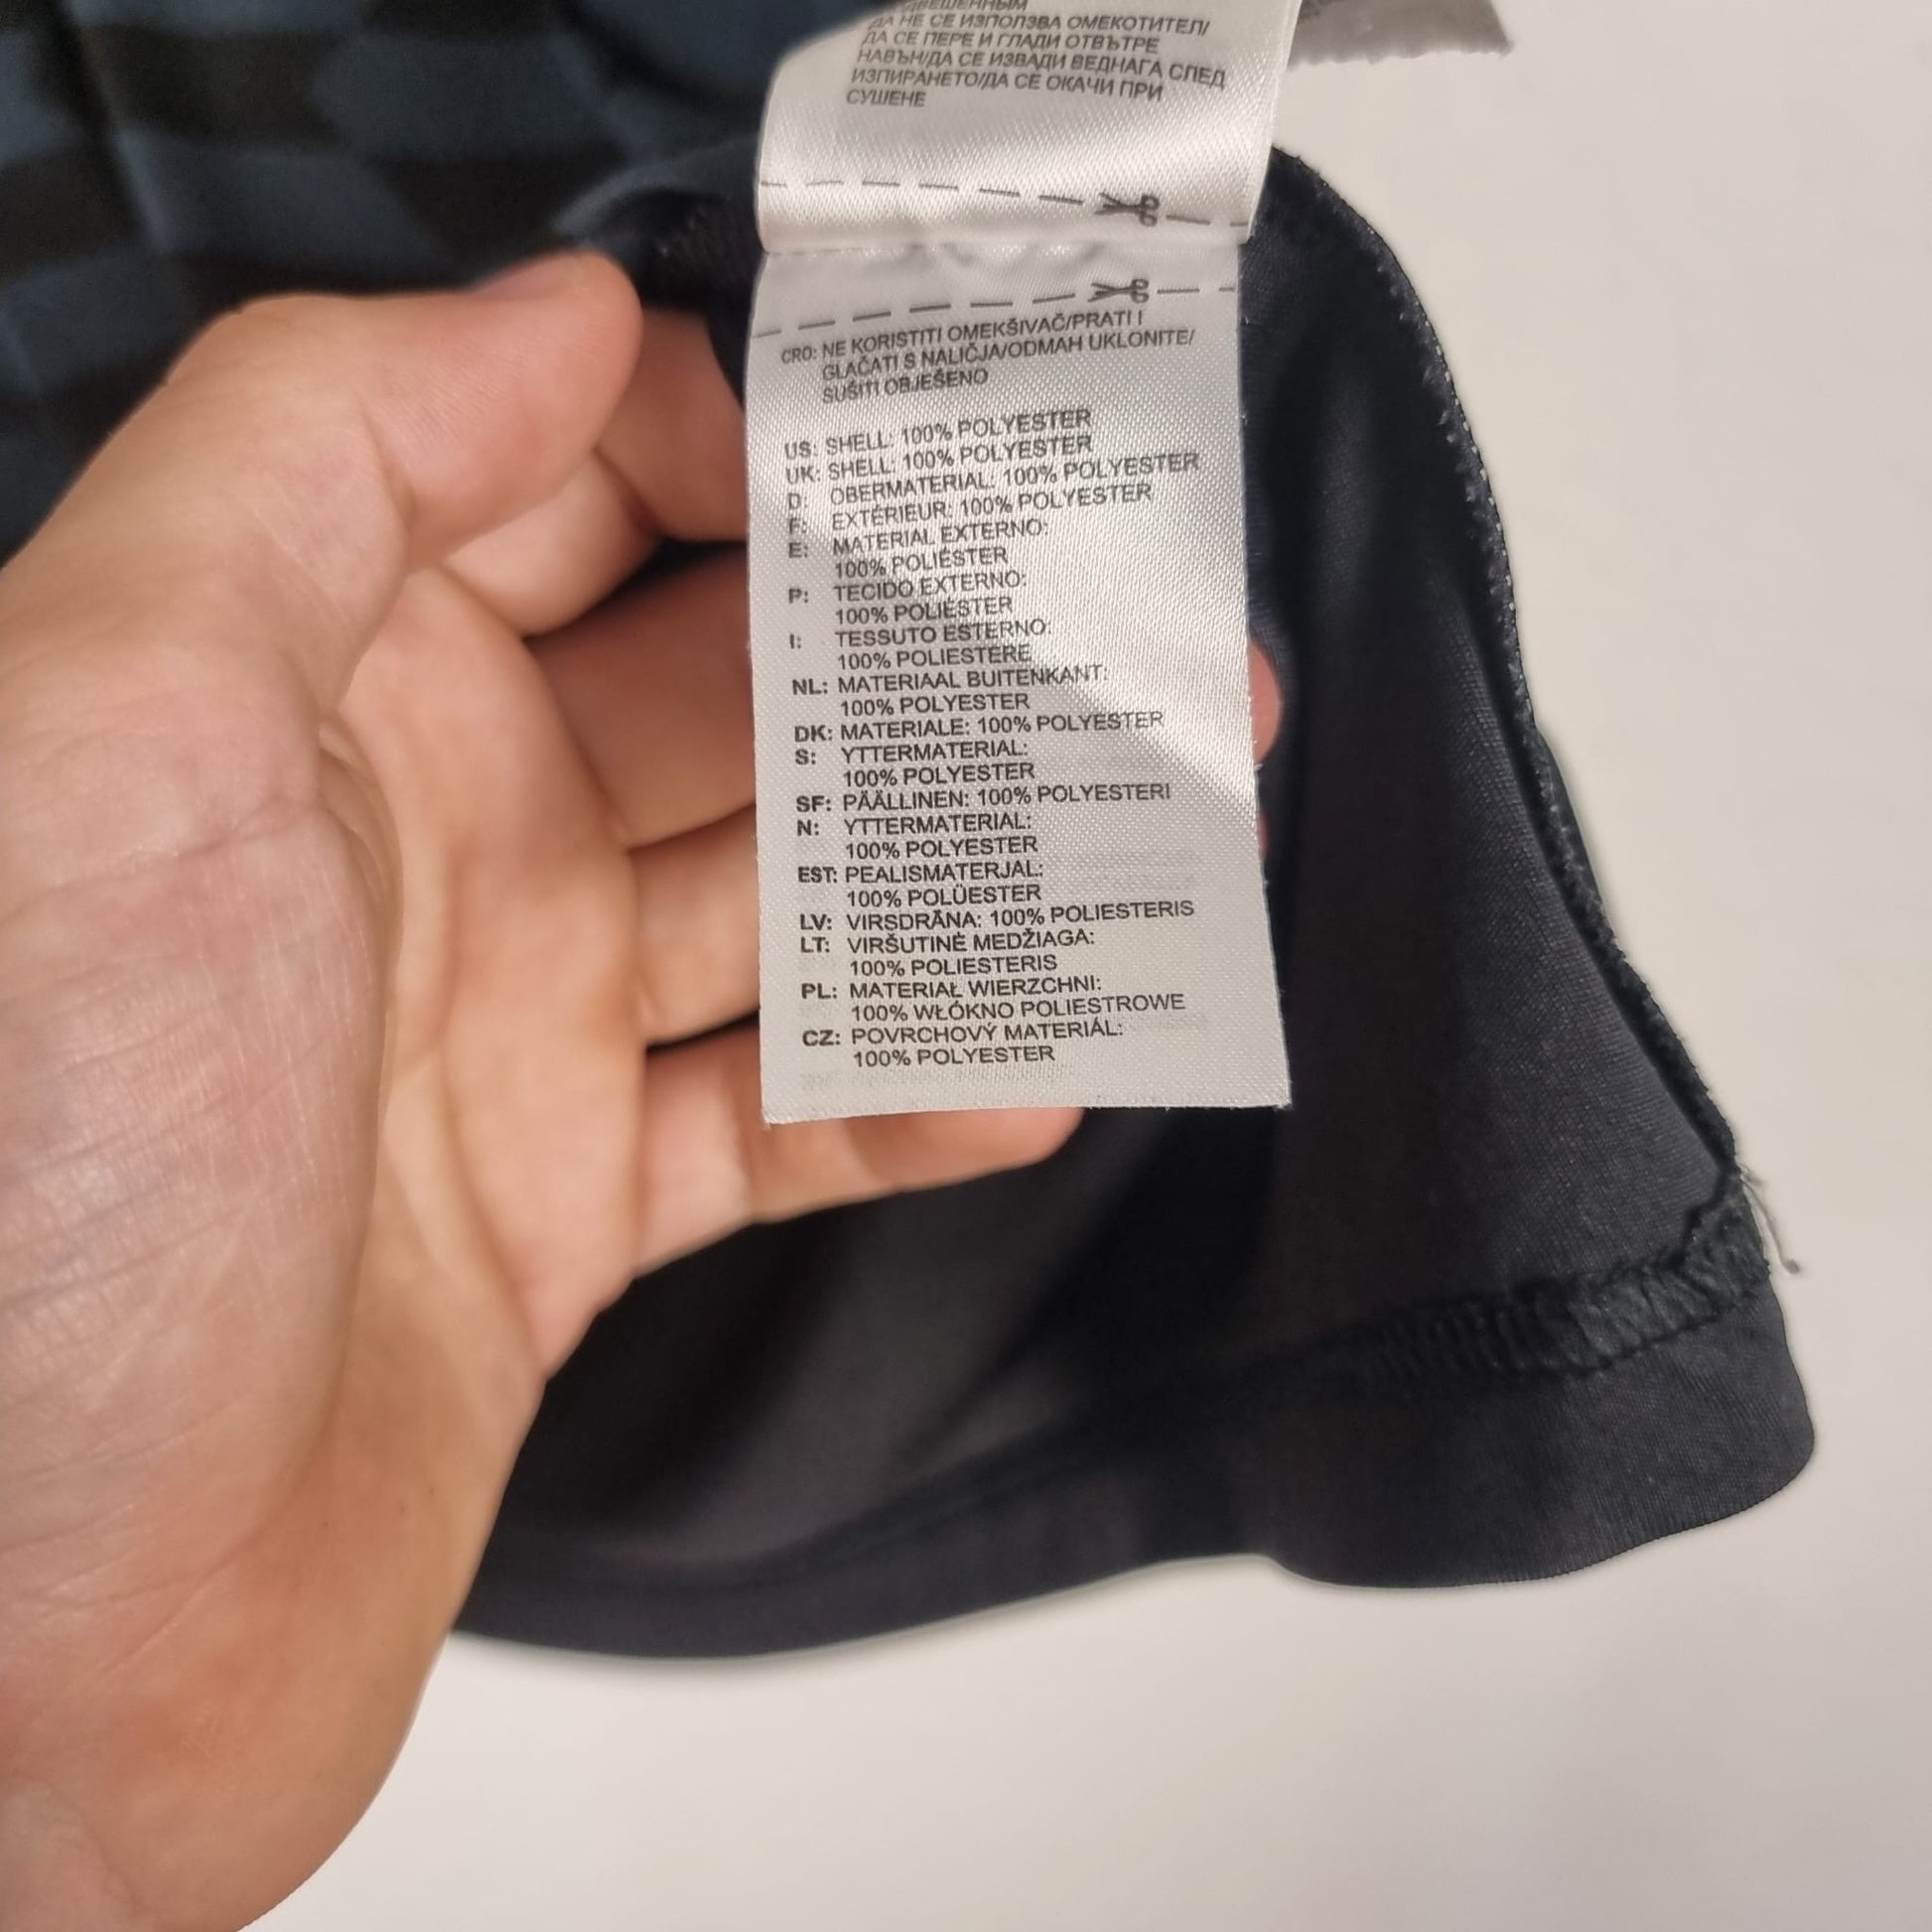 ДА НЕ СЕ ИЗПОЛЗВА ОМЕКОТИТЕЛ/
ДА СЕ ПЕРЕ И ГЛАДИ ОТВЪТРЕ
НАВЪН/ДА СЕ ИЗВАДИ ВЕДНАГА СЛЕД
ИЗПИРАНЕТО/ДА СЕ ОКАЧИ ПРИ
СУШЕНЕ
CRO: NE KORISTITI OMEKŠIVAČ/PRATI I
GLAČATI S NALIČJA/ODMAH UKLONITE/
SUŠITI OBJEŠENO
US: SHELL: 100% POLYESTER
UK: SHELL: 100% POLYESTER
D: OBERMATERIAL: 100% POLYESTER
F: EXTÉRIEUR: 100% POLYESTER
E: MATERIAL EXTERNO:
100% POLIÉSTER
P: TECIDO EXTERNO:
100% POLIÉSTER
I: TESSUTO ESTERNO:
100% POLIESTERE
NL: MATERIAAL BUITENKANT:
100% POLYESTER
DK: MATERIALE: 100% POLYESTER
S: YTTERMATERIAL:
100% POLYESTER
SF: PÄÄLLINEN: 100% POLYESTERI
N: YTTERMATERIAL:
100% POLYESTER
EST: PEALISMATERJAL:
100% POLÜESTER
LV: VIRSDRĀNA: 100% POLIESTERIS
LT: VIRŠUTINĖ MEDŽIAGA:
100% POLIESTERIS
PL: MATERIAŁ WIERZCHNI:
100% WŁÓKNO POLIESTROWE
CZ: POVRCHOVÝ MATERIÁL:
100% POLYESTER